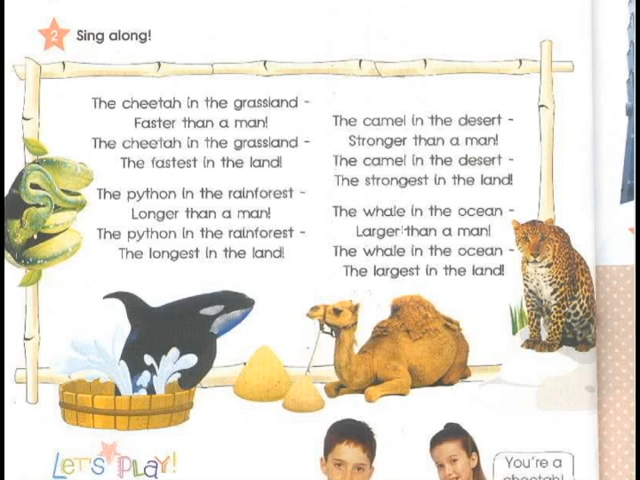 2 Sing along!
The cheetah in the grassland -
Faster than a man!
The cheetah in the grassland -
The fastest in the land!
The python in the rainforest -
Longer than a man!
The python in the rainforest -
The longest in the land!
The camel in the desert -
Stronger than a man!
The camel in the desert -
The strongest in the land!
The whale in the ocean -
Larger than a man!
The whale in the ocean -
The largest in the land!
LET'S PLAY!
You're a
cheetah!